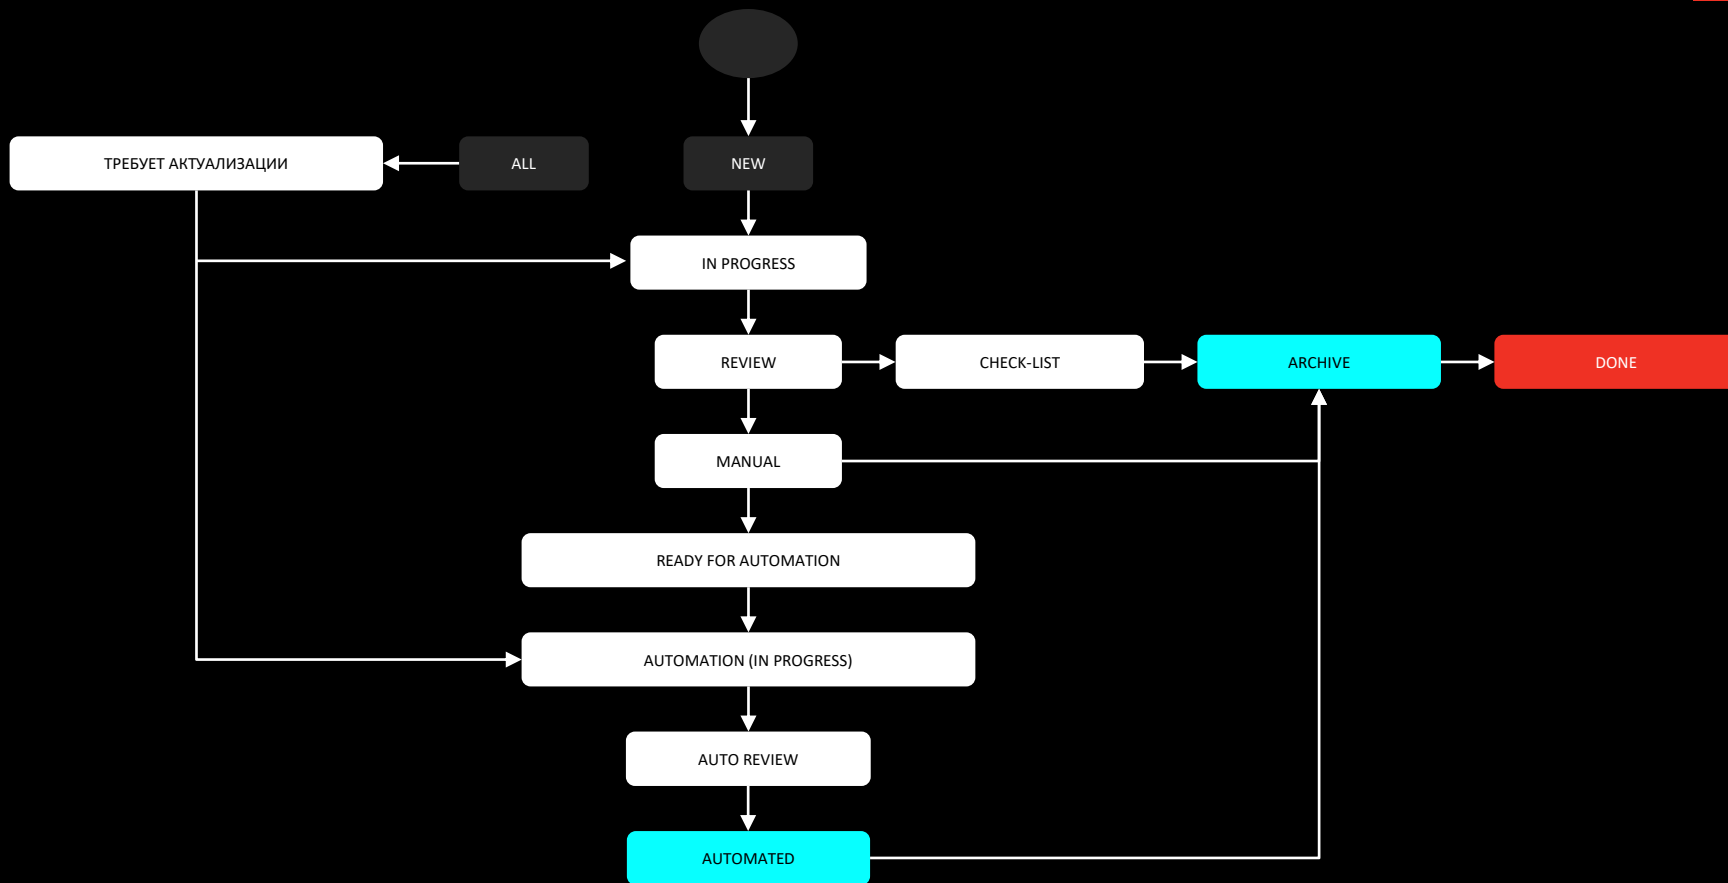 ТРЕБУЕТ АКТУАЛИЗАЦИИ
ALL
NEW
IN PROGRESS
REVIEW
CHECK-LIST
ARCHIVE
DONE
MANUAL
READY FOR AUTOMATION
AUTOMATION (IN PROGRESS)
AUTO REVIEW
AUTOMATED